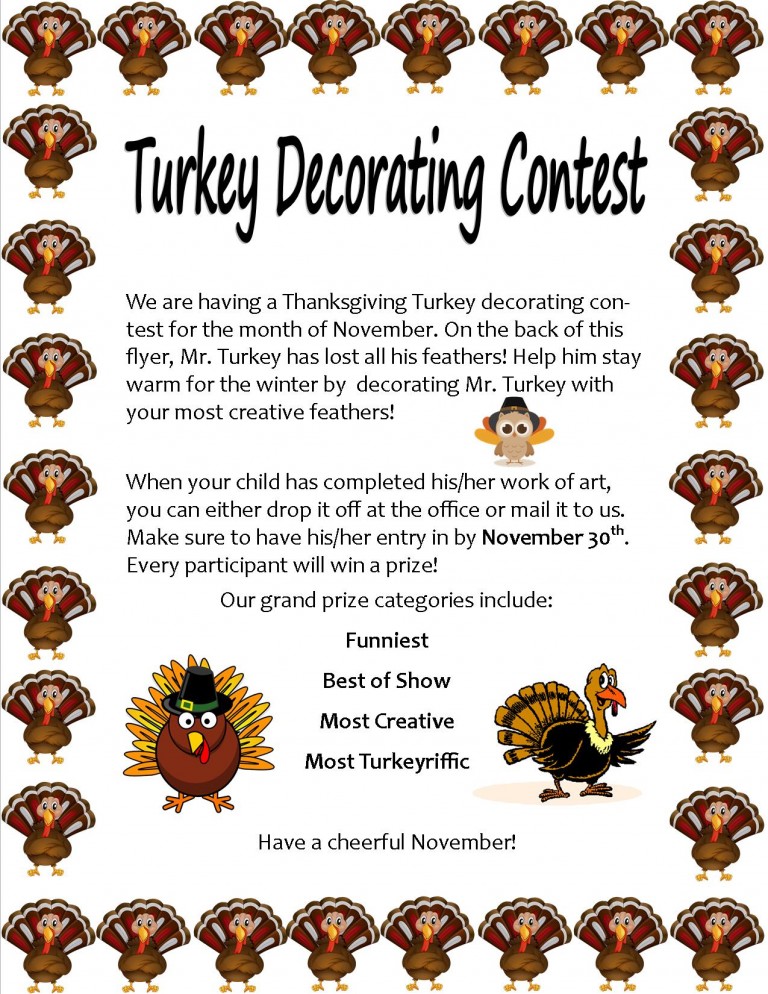 Turkey Decorating Contest
We are having a Thanksgiving Turkey decorating con-
test for the month of November. On the back of this
flyer, Mr. Turkey has lost all his feathers! Help him stay
warm for the winter by  decorating Mr. Turkey with
your most creative feathers!
When your child has completed his/her work of art,
you can either drop it off at the office or mail it to us.
Make sure to have his/her entry in by November 30th.
Every participant will win a prize!
Our grand prize categories include:
Funniest
Best of Show
Most Creative
Most Turkeyriffic
Have a cheerful November!